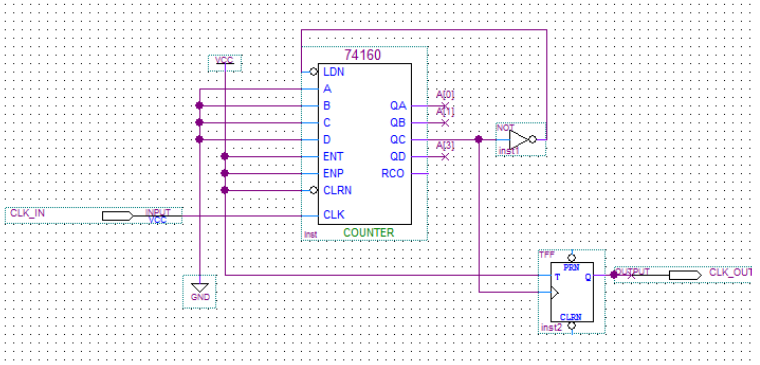 74160
VCC
LDN
A
B
C
D
ENT
ENP
CLRN
CLK
QA
QB
QC
QD
RCO
A[0]
A[1]
A[3]
NOT
inst1
CLK_IN
INPUT
VCC
inst
COUNTER
GND
TFF
PRN
T
Q
CLRN
inst2
OUTPUT
CLK_OUT